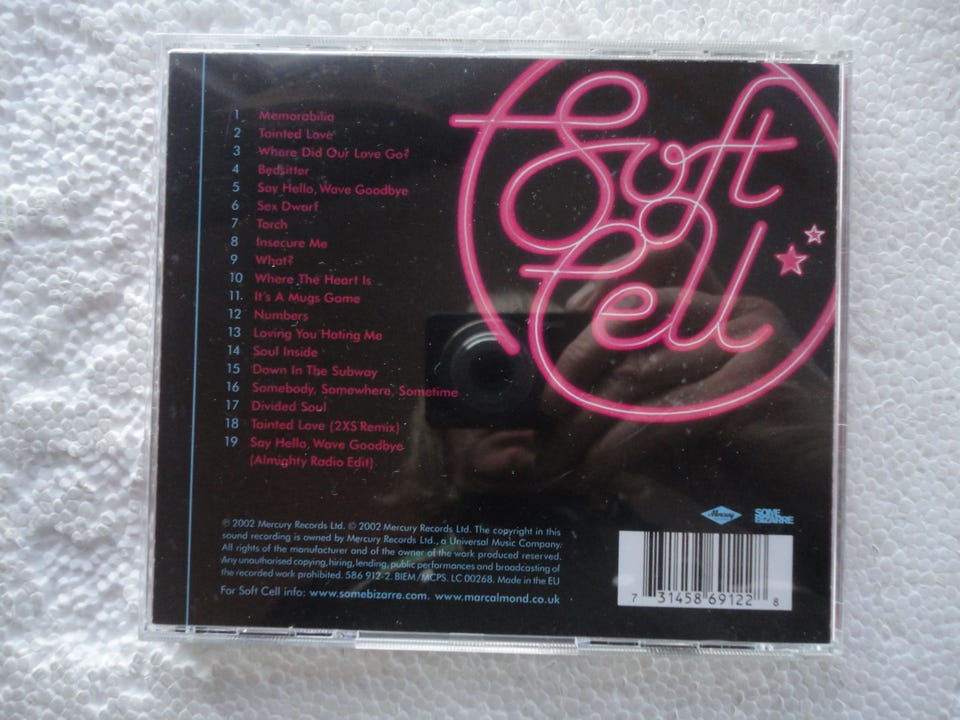 1 Memorabilia
2 Tainted Love
3 Where Did Our Love Go?
4 Bedsitter
5 Say Hello, Wave Goodbye
6 Sex Dwarf
7 Torch
8 Insecure Me
9 What?
10 Where The Heart Is
11 It's A Mugs Game
12 Numbers
13 Loving You Hating Me
14 Soul Inside
15 Down In The Subway
16 Somebody, Somewhere, Sometime
17 Divided Soul
18 Tainted Love (2XS Remix)
19 Say Hello, Wave Goodbye
(Almighty Radio Edit)
Soft
Cell
℗ 2002 Mercury Records Ltd. © 2002 Mercury Records Ltd. The copyright in this
sound recording is owned by Mercury Records Ltd., a Universal Music Company.
All rights of the manufacturer and of the owner of the work produced reserved.
Any unauthorised copying, hiring, lending, public performances and broadcasting of
the recorded work prohibited. 586 912-2. BIEM/MCPS. LC 00268. Made in the EU
For Soft Cell info: www.somebizarre.com. www.marcalmond.co.uk
Mercury
SOME
BIZARRE
7 31458 69122 8